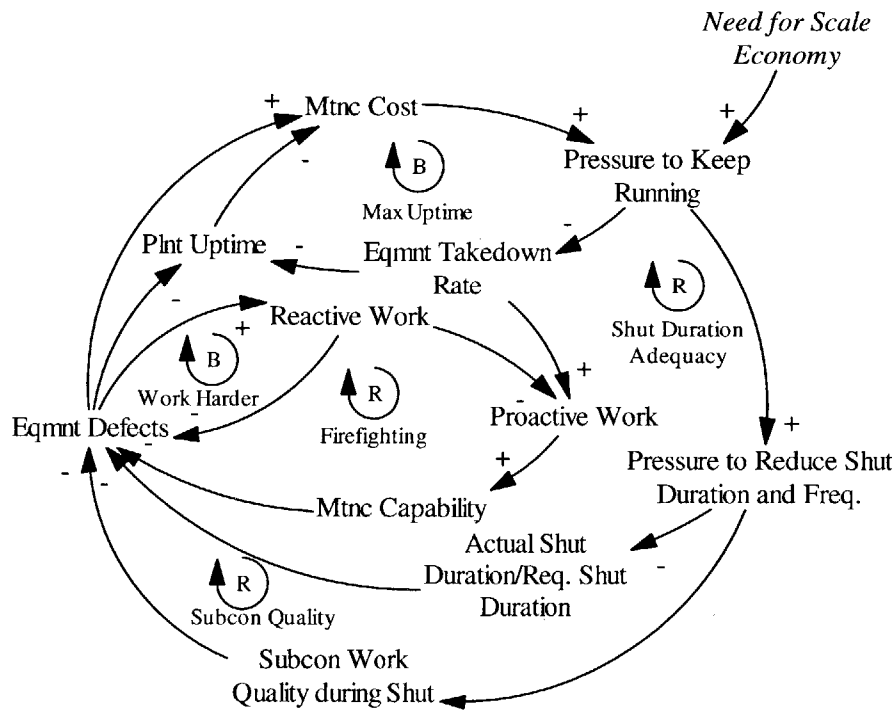 Need for Scale
Economy
+
Mtnc Cost
+
+
Pressure to Keep
Running
-
B
Max Uptime
-
Plnt Uptime
-
Eqmnt Takedown
Rate
R
Shut Duration
Adequacy
-
+
Reactive Work
B
Work Harder
R
Firefighting
-
+
Proactive Work
-
Eqmnt Defects
-
-
-
+
+
Pressure to Reduce Shut
Duration and Freq.
Mtnc Capability
Actual Shut
Duration/Req. Shut
Duration
-
R
Subcon Quality
Subcon Work
Quality during Shut